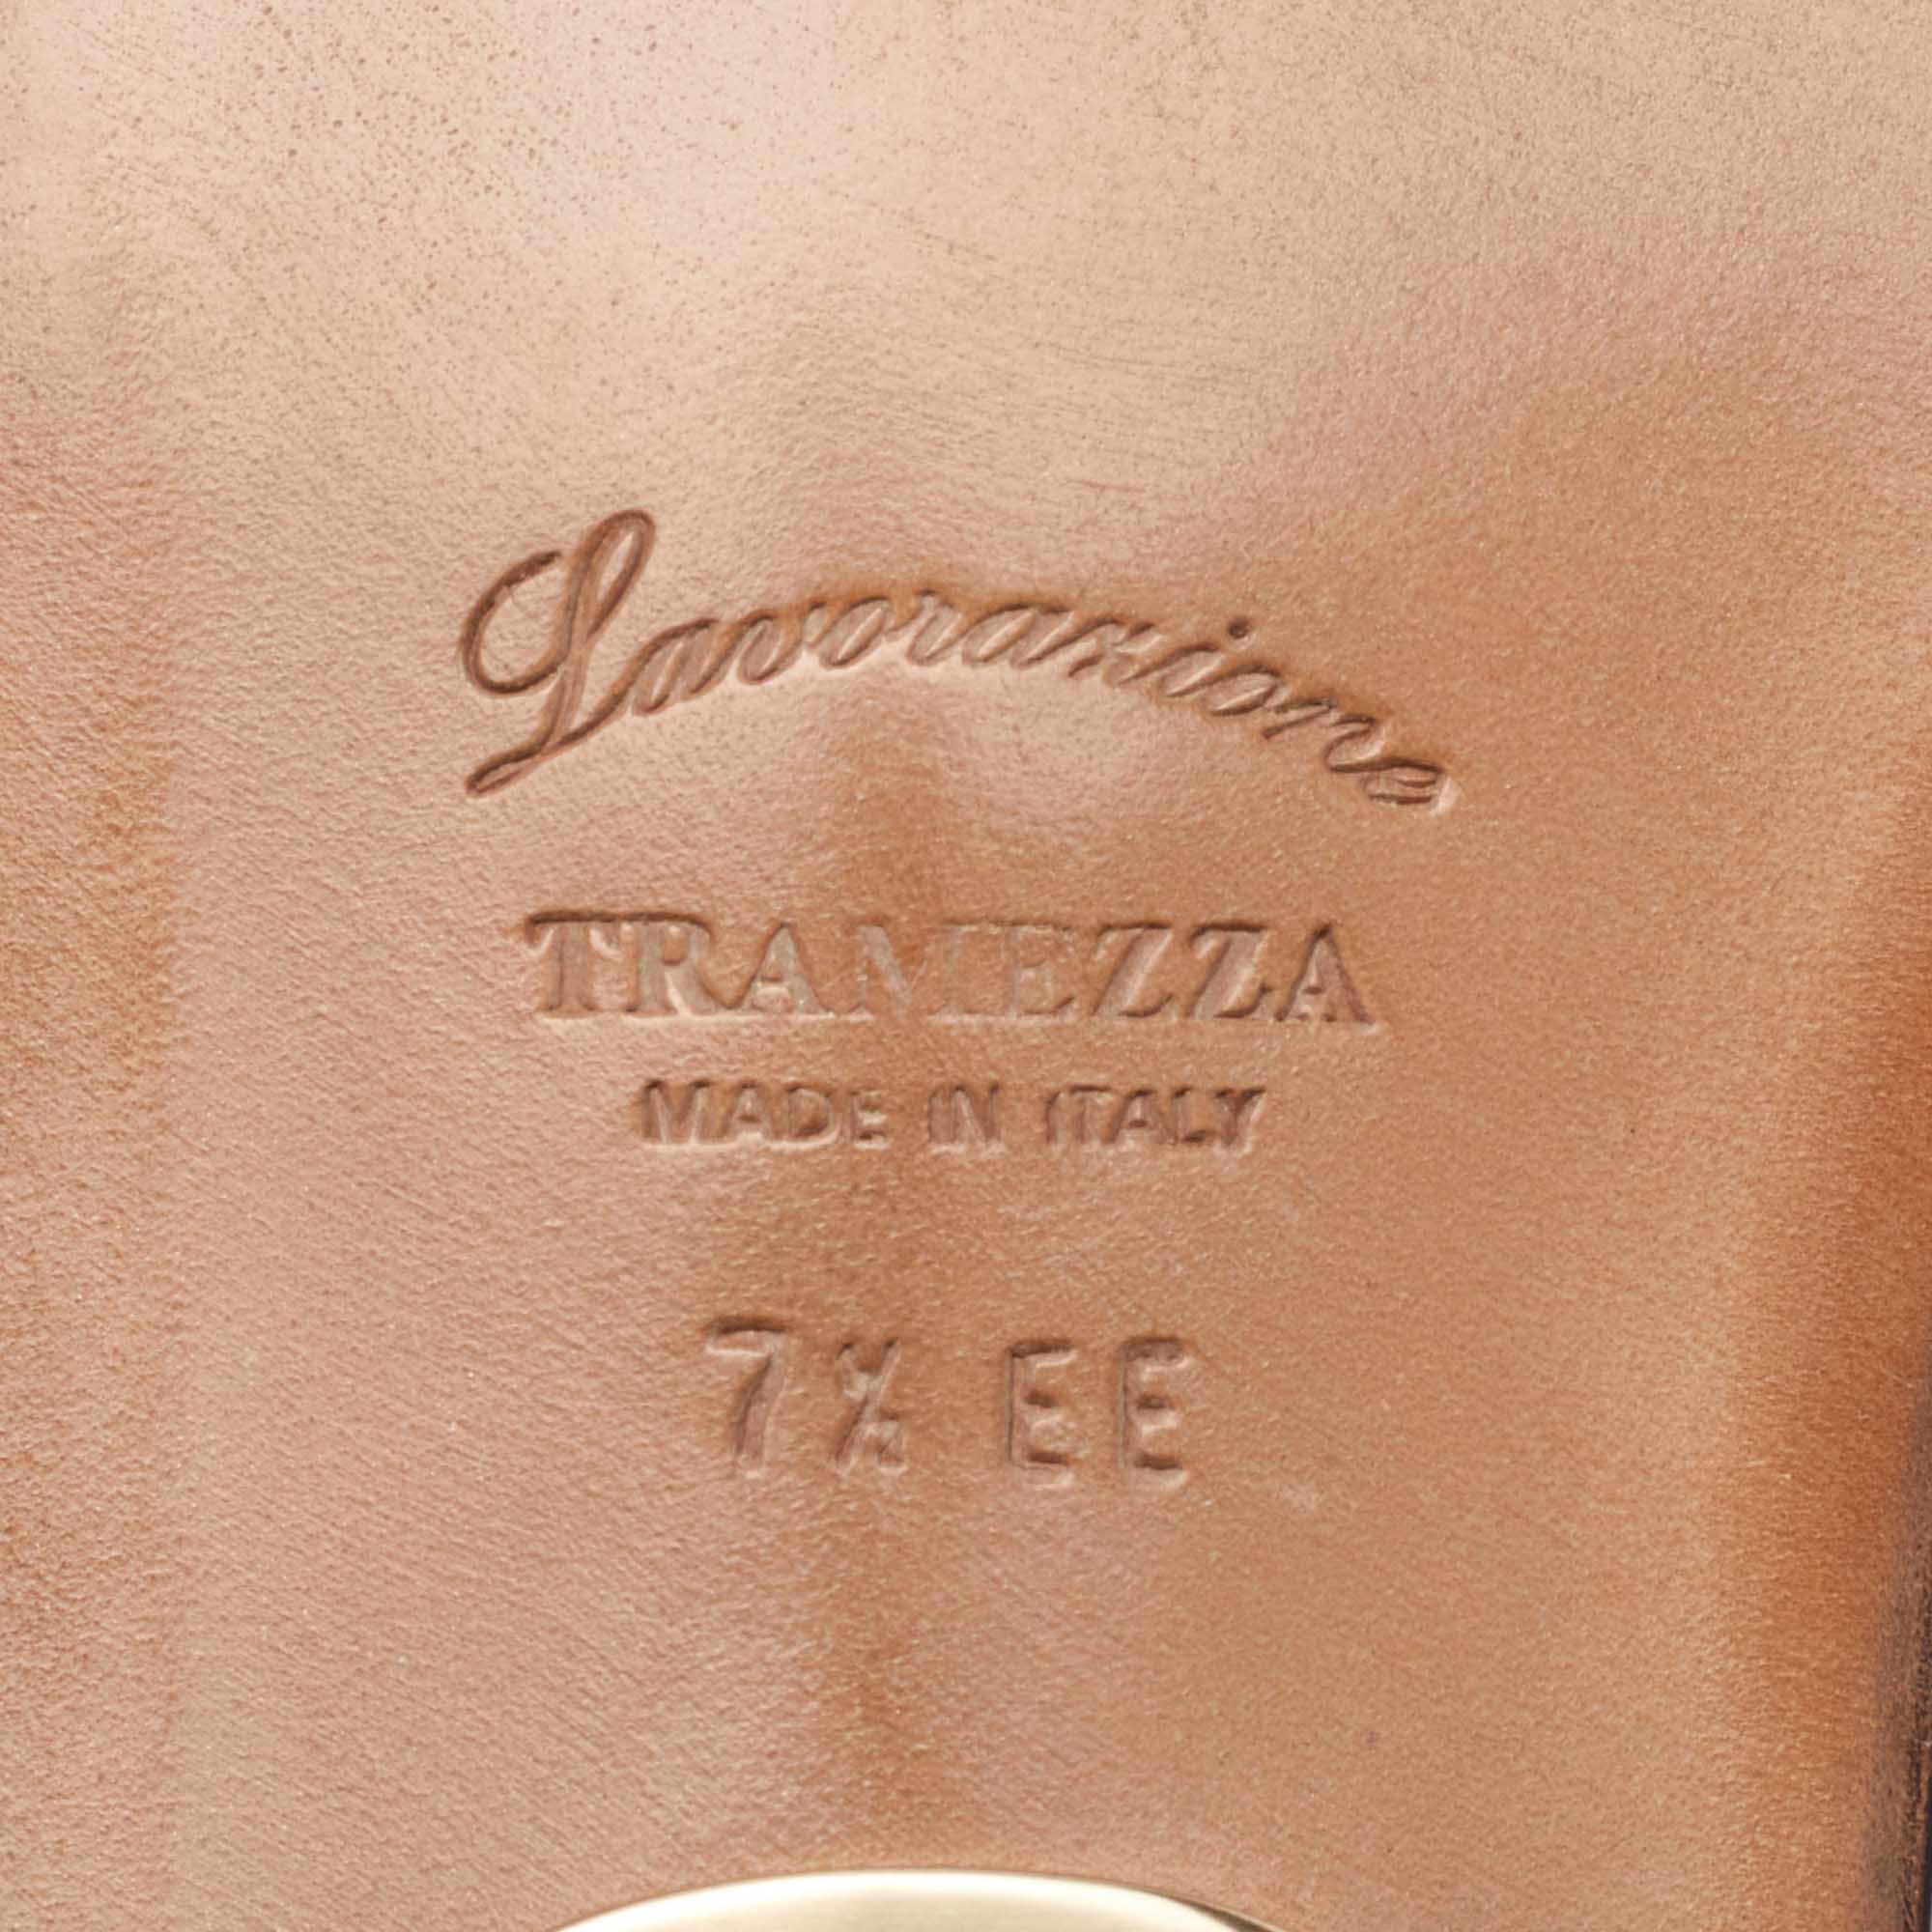 Lavorazione
TRAMEZZA
MADE IN ITALY
7½ EE